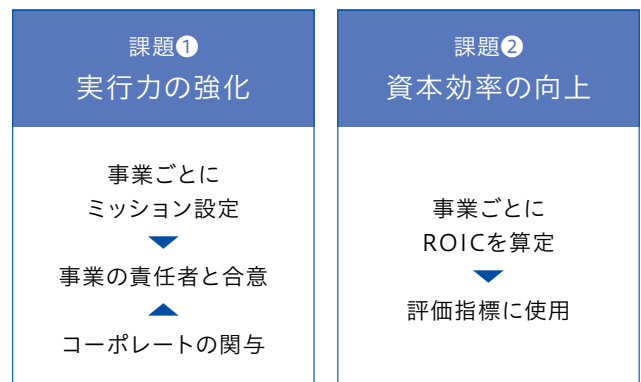 課題❶
実行力の強化
事業ごとに
ミッション設定
事業の責任者と合意
コーポレートの関与
課題❷
資本効率の向上
事業ごとに
ROICを算定
評価指標に使用